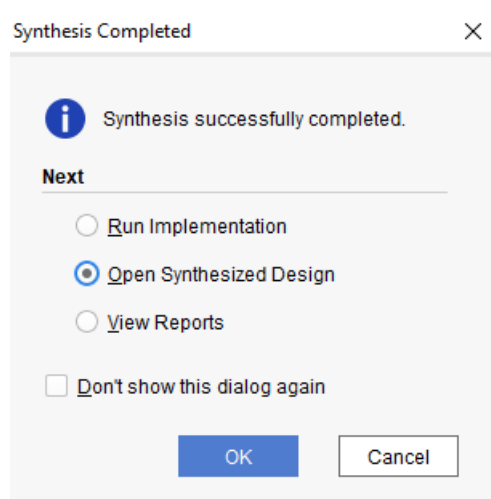 Synthesis Completed
Synthesis successfully completed.
Next
Run Implementation
Open Synthesized Design
View Reports
Don't show this dialog again
OK
Cancel